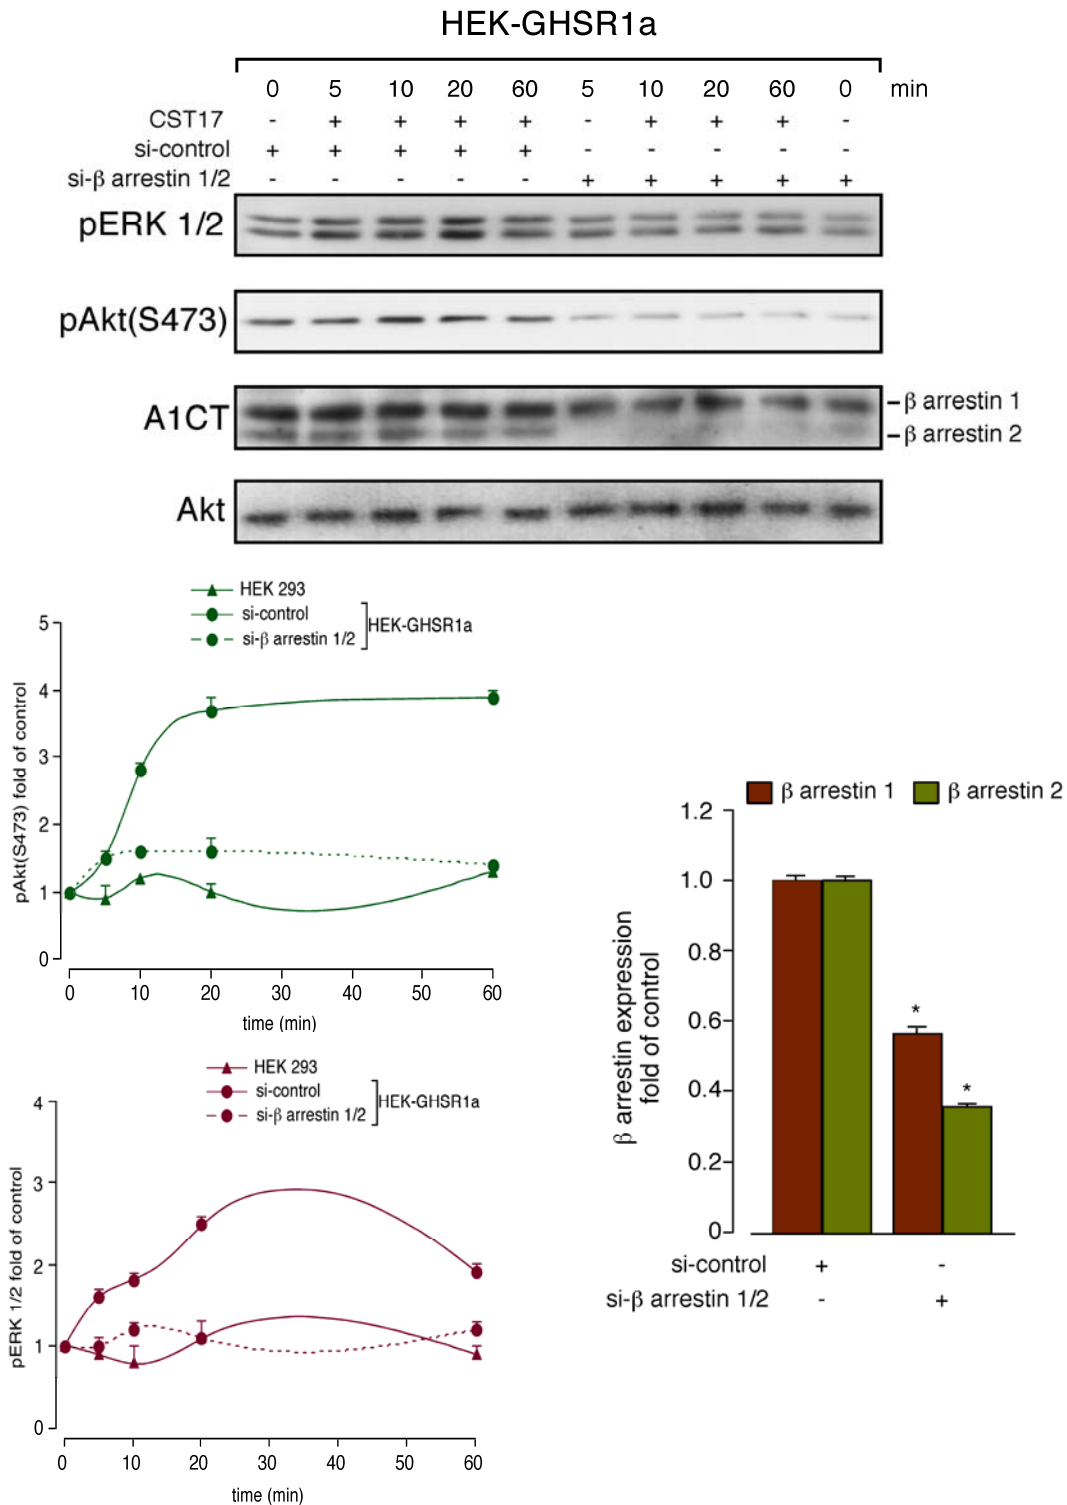 HEK-GHSR1a
0 5 10 20 60 5 10 20 60 0 min
CST17 - + + + + - + + + -
si-control + + + + + - - - - -
si-β arrestin 1/2 - - - - - + + + + +
pERK 1/2
pAkt(S473)
A1CT
β arrestin 1
β arrestin 2
Akt
HEK 293
si-control
si-β arrestin 1/2
HEK-GHSR1a
pAkt(S473) fold of control
5
4
3
2
1
0
0 10 20 30 40 50 60
time (min)
HEK 293
si-control
si-β arrestin 1/2
HEK-GHSR1a
pERK 1/2 fold of control
4
3
2
1
0
0 10 20 30 40 50 60
time (min)
β arrestin 1 β arrestin 2
β arrestin expression
fold of control
1.2
1.0
0.8
0.6
0.4
0.2
0
* *
si-control + -
si-β arrestin 1/2 - +